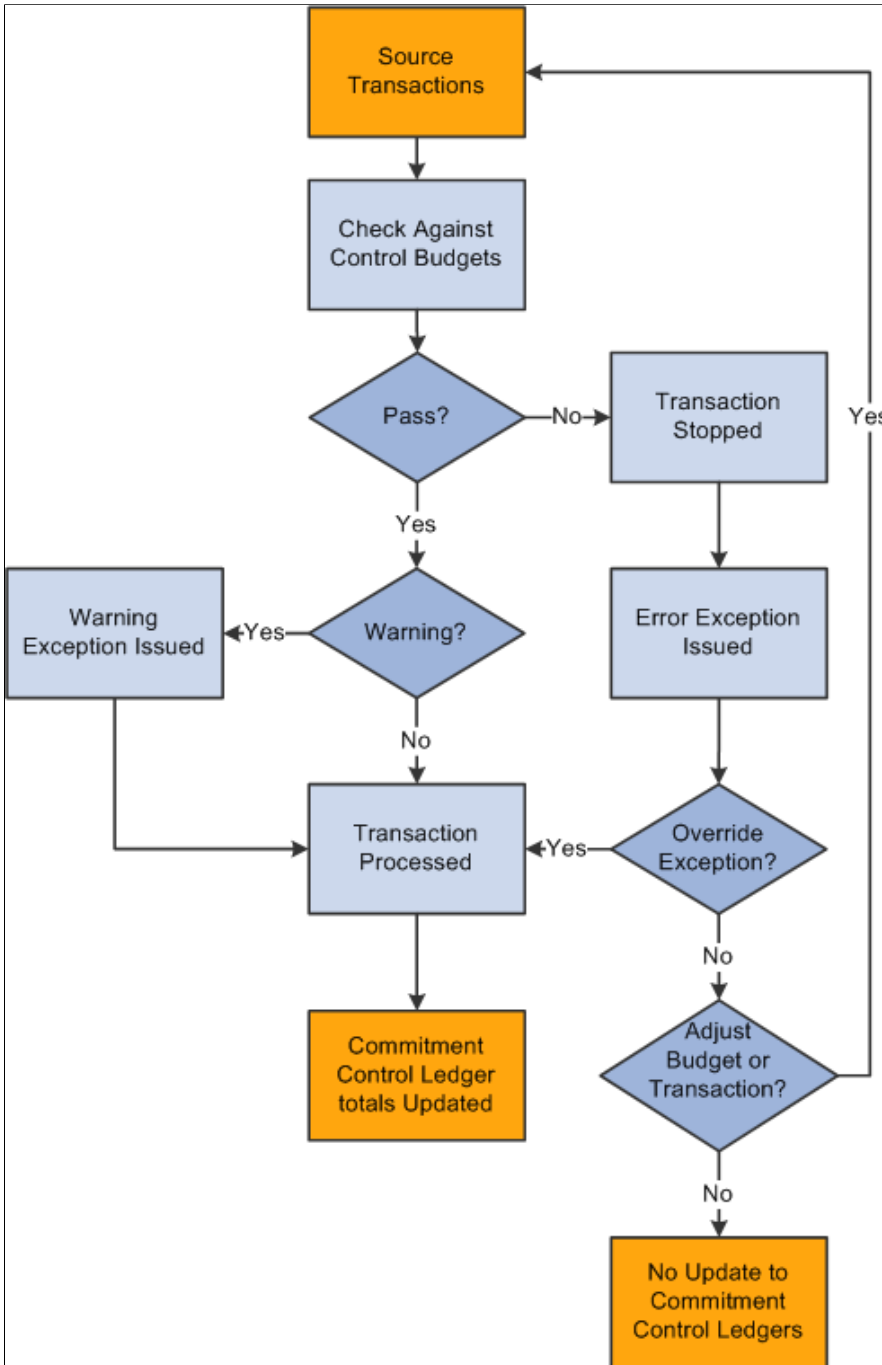 Source
Transactions
Check Against
Control Budgets
Pass?
No
Transaction
Stopped
Yes
Yes
Warning
Exception Issued
Yes
Warning?
Error Exception
Issued
No
Transaction
Processed
Yes
Override
Exception?
No
Commitment
Control Ledger
totals Updated
Adjust
Budget or
Transaction?
No
No Update to
Commitment
Control Ledgers